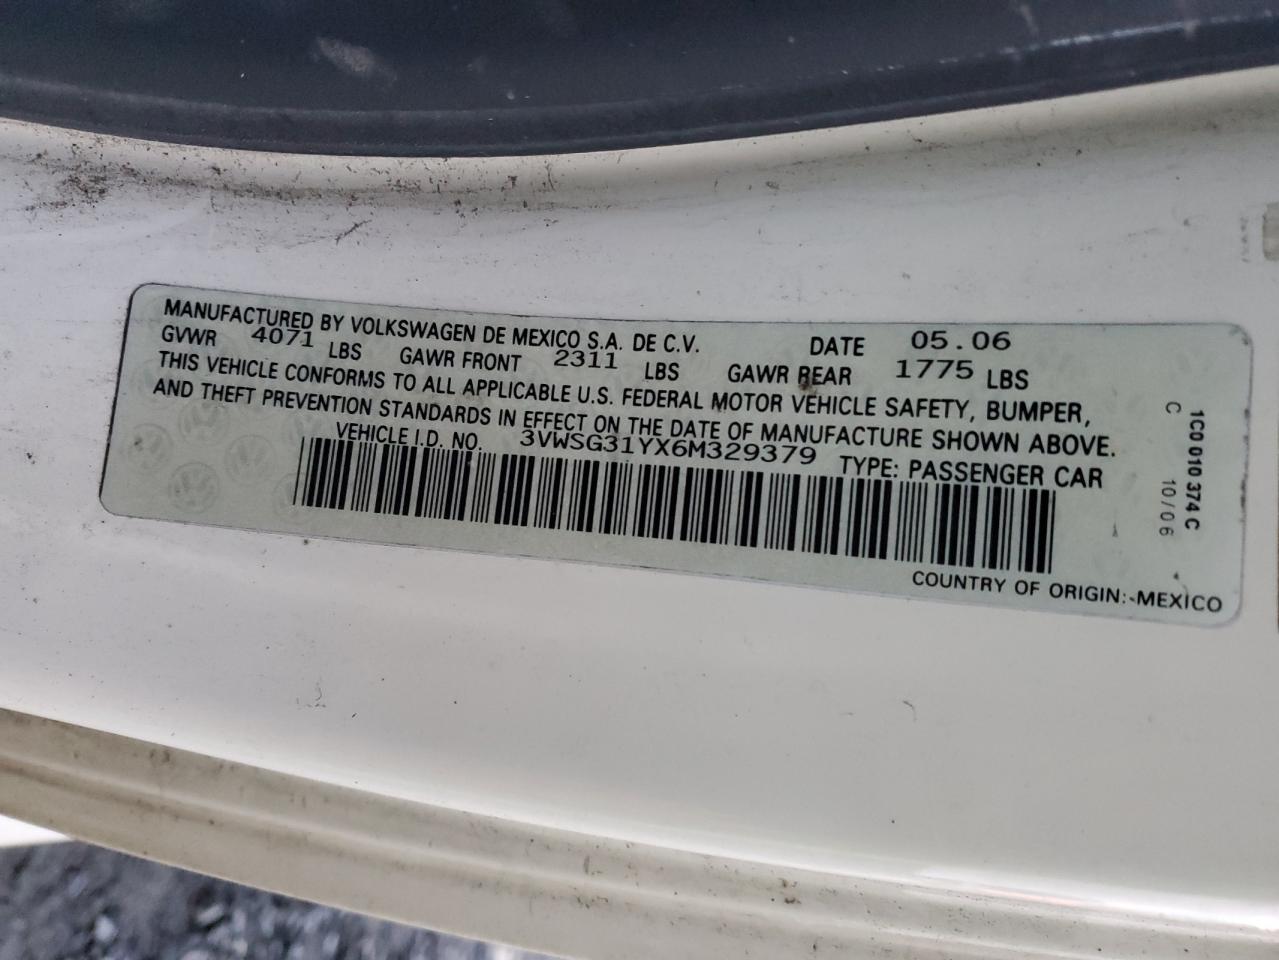 MANUFACTURED BY VOLKSWAGEN DE MEXICO S.A. DE C.V. DATE 05.06
GVWR 4071 LBS GAWR FRONT 2311 LBS GAWR REAR 1775 LBS
THIS VEHICLE CONFORMS TO ALL APPLICABLE U.S. FEDERAL MOTOR VEHICLE SAFETY, BUMPER,
AND THEFT PREVENTION STANDARDS IN EFFECT ON THE DATE OF MANUFACTURE SHOWN ABOVE.
VEHICLE I.D. NO. 3VWSG31YX6M329379 TYPE: PASSENGER CAR
COUNTRY OF ORIGIN: MEXICO
1C0 010 374 C
C 10/06